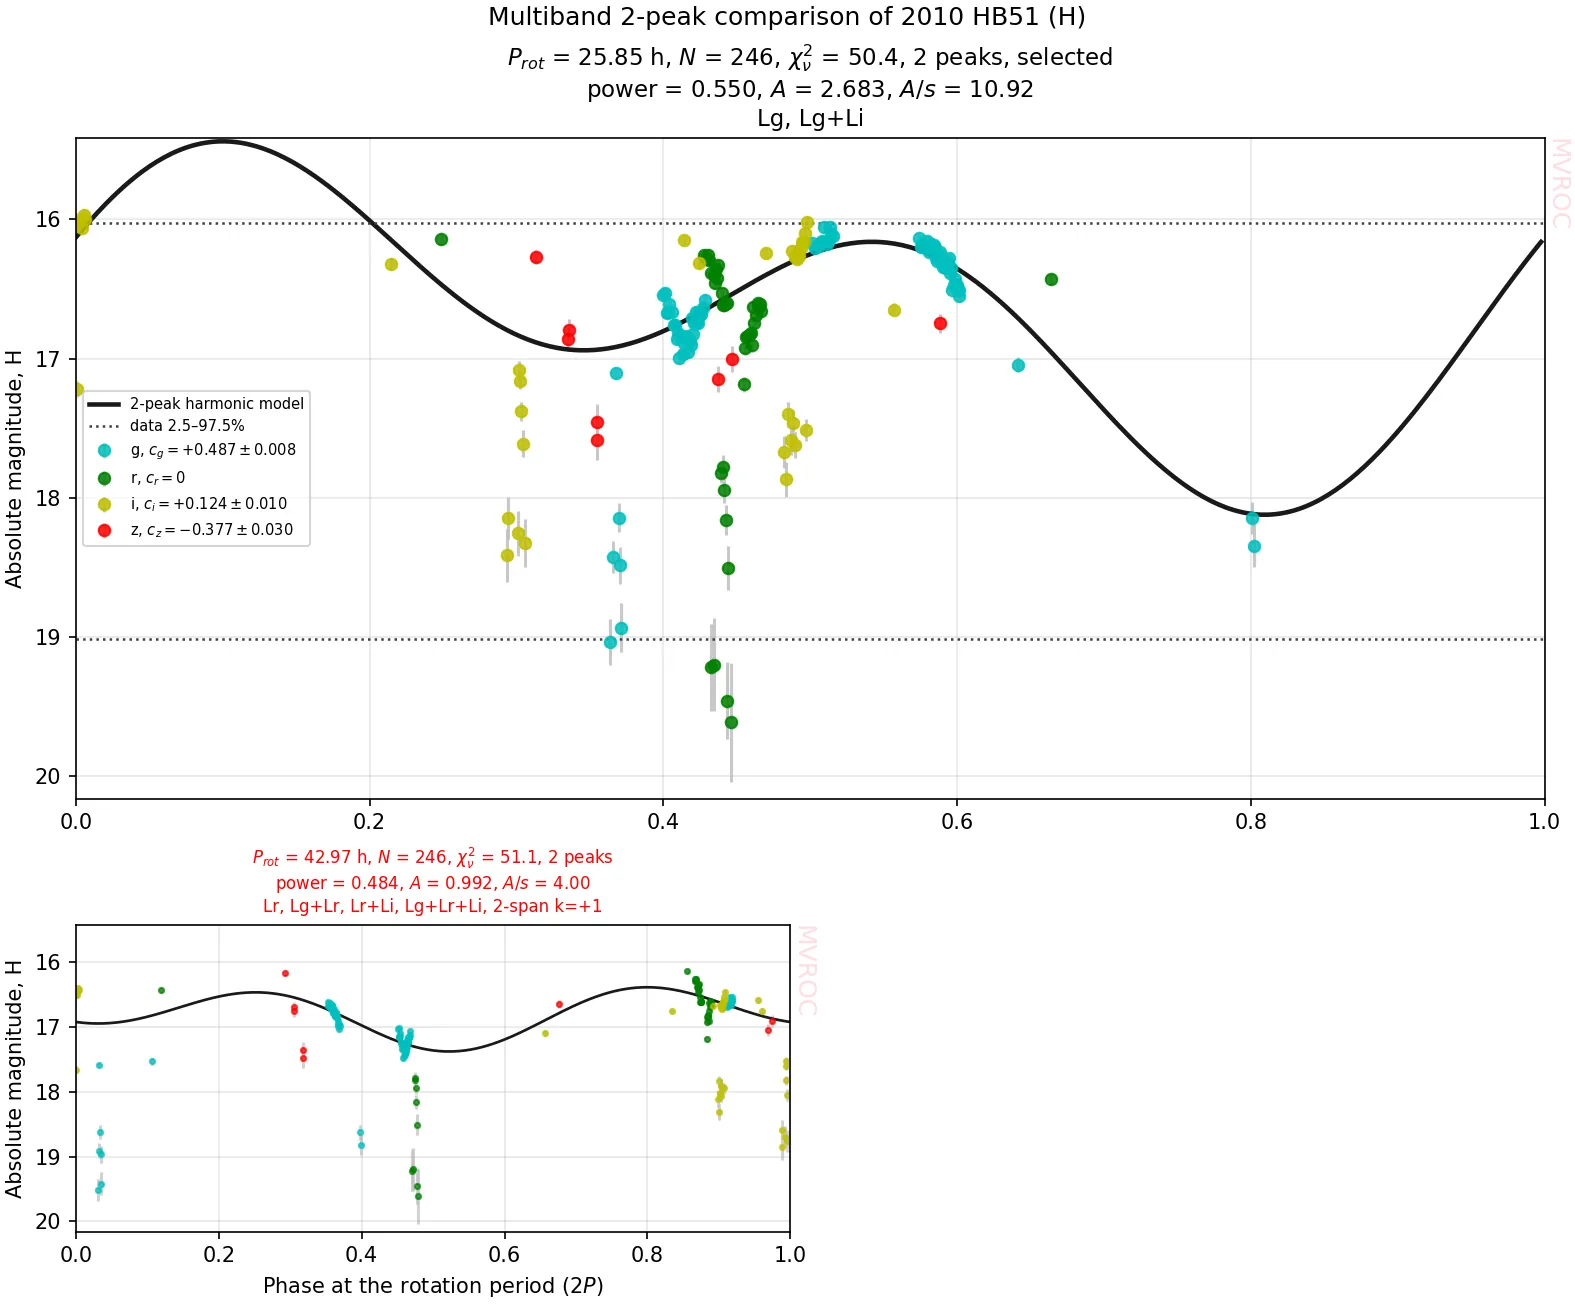 Multiband 2-peak comparison of 2010 HB51 (H)
P_rot = 25.85 h, N = 246, χ²_ν = 50.4, 2 peaks, selected
power = 0.550, A = 2.683, A/s = 10.92
Lg, Lg+Li
MVROC
Absolute magnitude, H
16
17
18
19
20
2-peak harmonic model
data 2.5–97.5%
g, c_g = +0.487 ± 0.008
r, c_r = 0
i, c_i = +0.124 ± 0.010
z, c_z = −0.377 ± 0.030
0.0 0.2 0.4 0.6 0.8 1.0
P_rot = 42.97 h, N = 246, χ²_ν = 51.1, 2 peaks
power = 0.484, A = 0.992, A/s = 4.00
Lr, Lg+Lr, Lr+Li, Lg+Lr+Li, 2-span k=+1
MVROC
Absolute magnitude, H
16
17
18
19
20
0.0 0.2 0.4 0.6 0.8 1.0
Phase at the rotation period (2P)